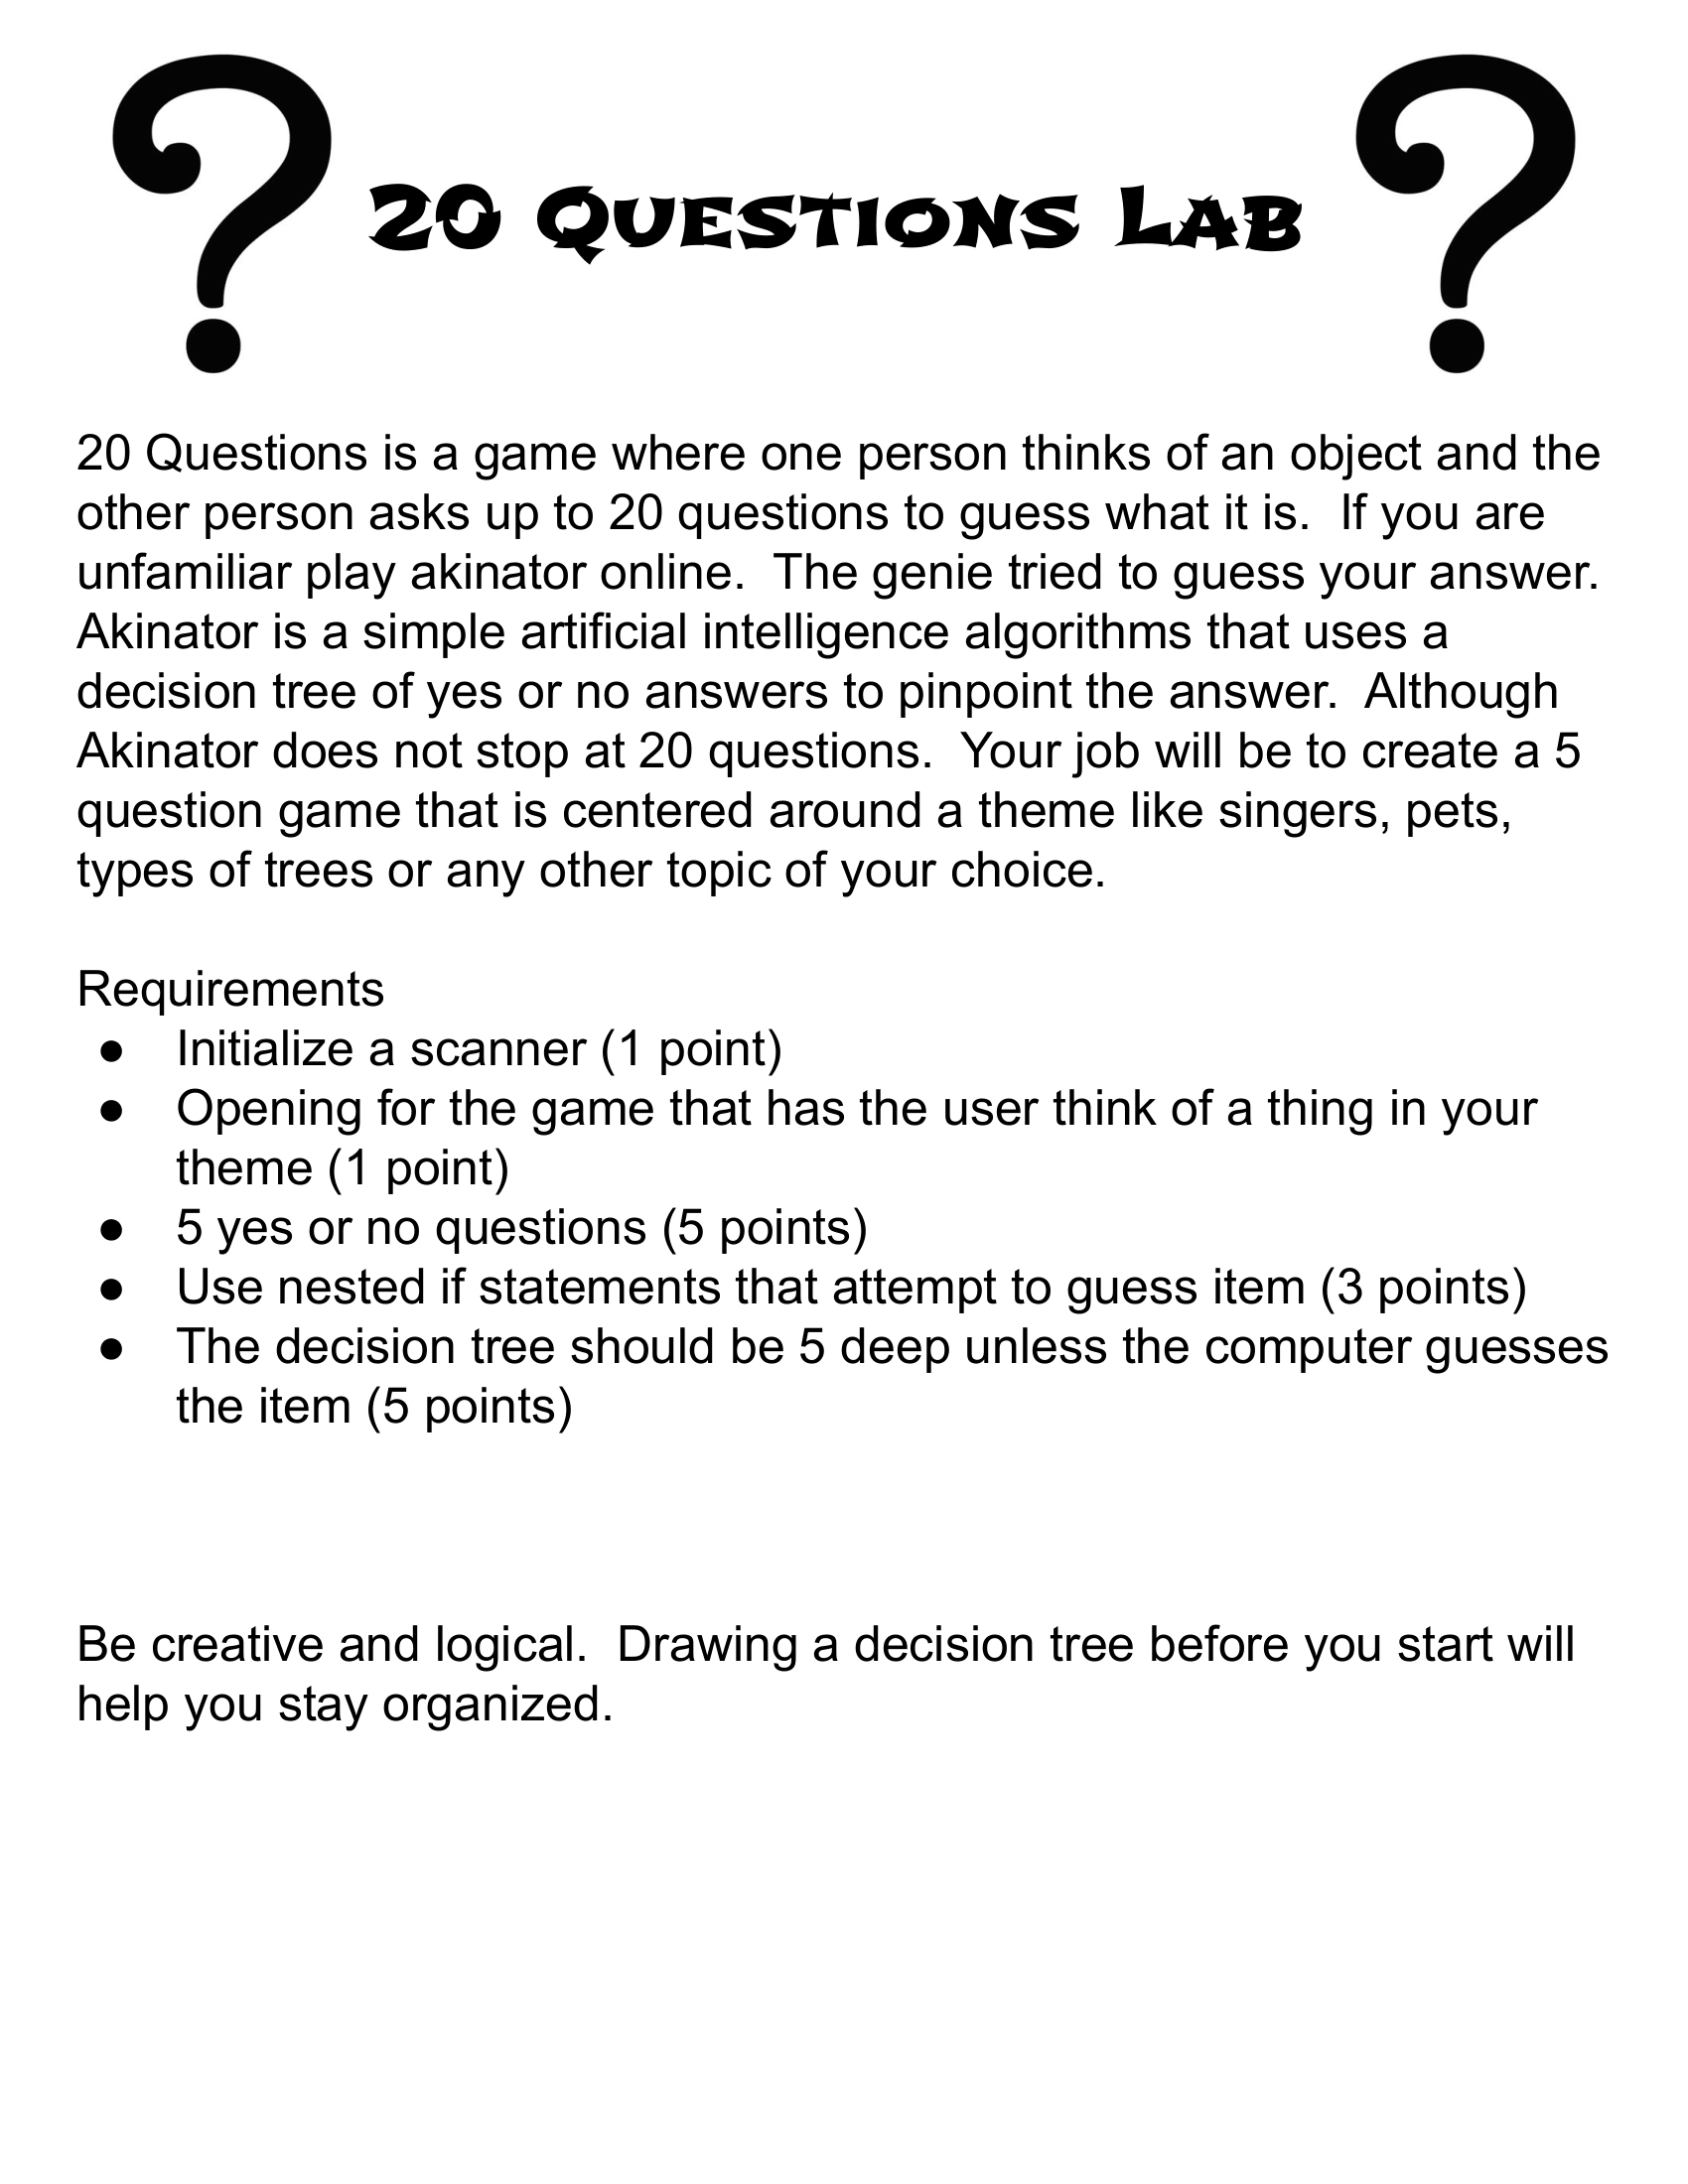 ? 20 Questions Lab ?
20 Questions is a game where one person thinks of an object and the
other person asks up to 20 questions to guess what it is.  If you are
unfamiliar play akinator online.  The genie tried to guess your answer.
Akinator is a simple artificial intelligence algorithms that uses a
decision tree of yes or no answers to pinpoint the answer.  Although
Akinator does not stop at 20 questions.  Your job will be to create a 5
question game that is centered around a theme like singers, pets,
types of trees or any other topic of your choice.
Requirements
● Initialize a scanner (1 point)
● Opening for the game that has the user think of a thing in your
theme (1 point)
● 5 yes or no questions (5 points)
● Use nested if statements that attempt to guess item (3 points)
● The decision tree should be 5 deep unless the computer guesses
the item (5 points)
Be creative and logical.  Drawing a decision tree before you start will
help you stay organized.